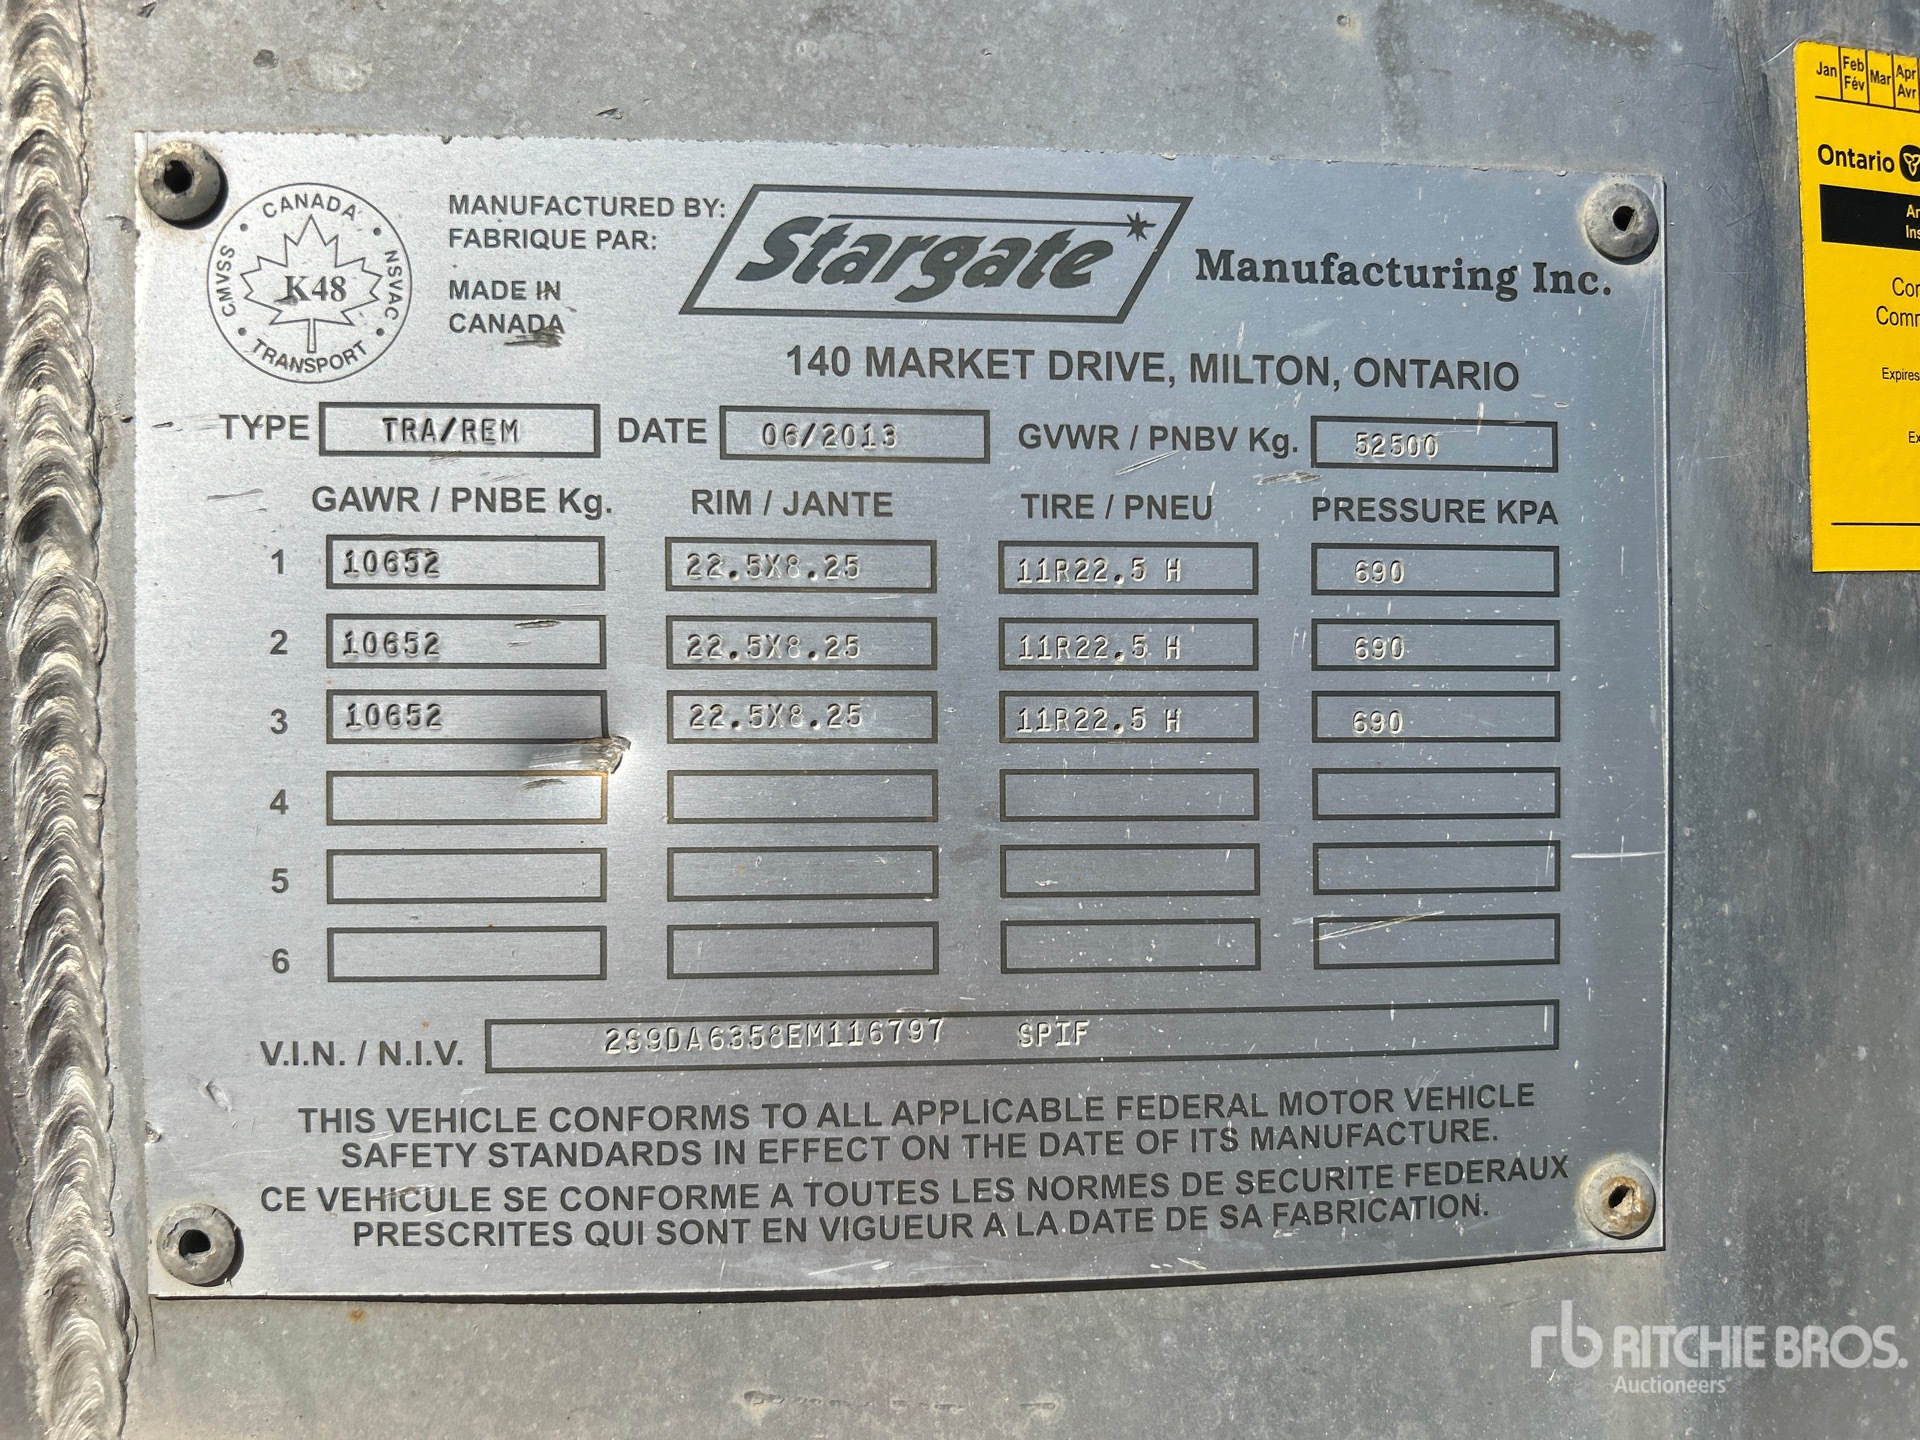 CANADA
CMVSS
NSVAC
K48
TRANSPORT
MANUFACTURED BY:
FABRIQUE PAR:
MADE IN
CANADA
Stargate Manufacturing Inc.
140 MARKET DRIVE, MILTON, ONTARIO
TYPE TRA/REM DATE 06/2013 GVWR / PNBV Kg. 52500
GAWR / PNBE Kg. RIM / JANTE TIRE / PNEU PRESSURE KPA
1 10652 22.5X8.25 11R22.5 H 690
2 10652 22.5X8.25 11R22.5 H 690
3 10652 22.5X8.25 11R22.5 H 690
4
5
6
V.I.N. / N.I.V. 2S9DA6358EM116797 SPIF
THIS VEHICLE CONFORMS TO ALL APPLICABLE FEDERAL MOTOR VEHICLE
SAFETY STANDARDS IN EFFECT ON THE DATE OF ITS MANUFACTURE.
CE VEHICULE SE CONFORME A TOUTES LES NORMES DE SECURITE FEDERAUX
PRESCRITES QUI SONT EN VIGUEUR A LA DATE DE SA FABRICATION.
Jan Feb Mar Apr
Fév Avr
Ontario
Expires
rb RITCHIE BROS.
Auctioneers